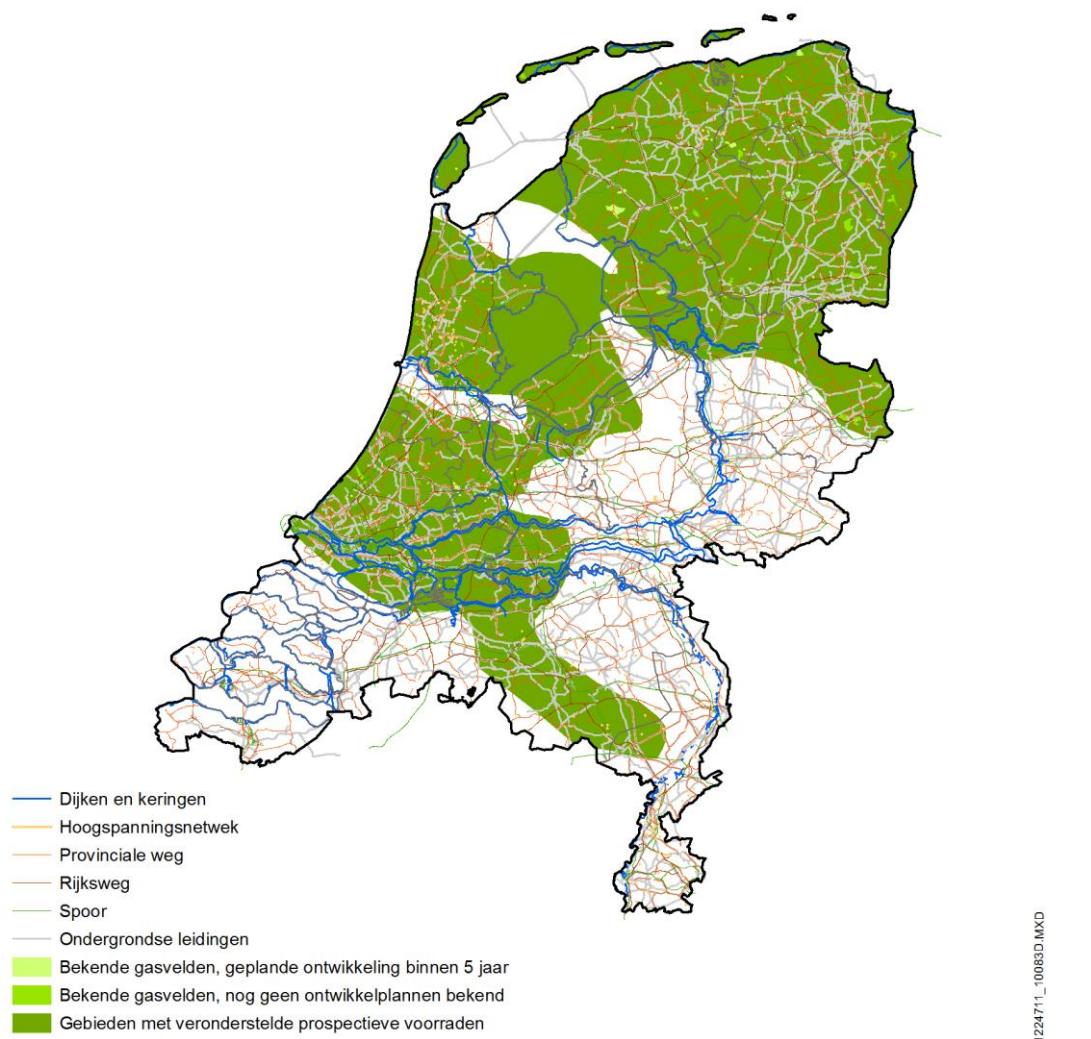 Dijken en keringen
Hoogspanningsnetwek
Provinciale weg
Rijksweg
Spoor
Ondergrondse leidingen
Bekende gasvelden, geplande ontwikkeling binnen 5 jaar
Bekende gasvelden, nog geen ontwikkelplannen bekend
Gebieden met veronderstelde prospectieve voorraden
1224711_10083D.MXD